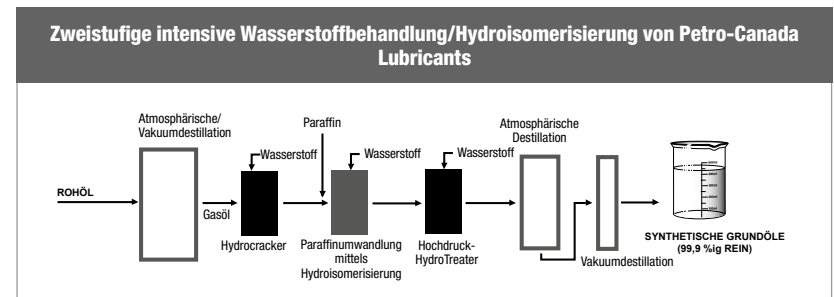 Zweistufige intensive Wasserstoffbehandlung/Hydroisomerisierung von Petro-Canada
Lubricants
Atmosphärische/
Vakuumdestillation
Paraffin
Atmosphärische
Destillation
Wasserstoff
Wasserstoff
Wasserstoff
ROHÖL
Gasöl
Hydrocracker
Paraffinumwandlung
mittels
Hydroisomerisierung
Hochdruck-
HydroTreater
Vakuumdestillation
SYNTHETISCHE GRUNDÖLE
(99,9 %ig REIN)